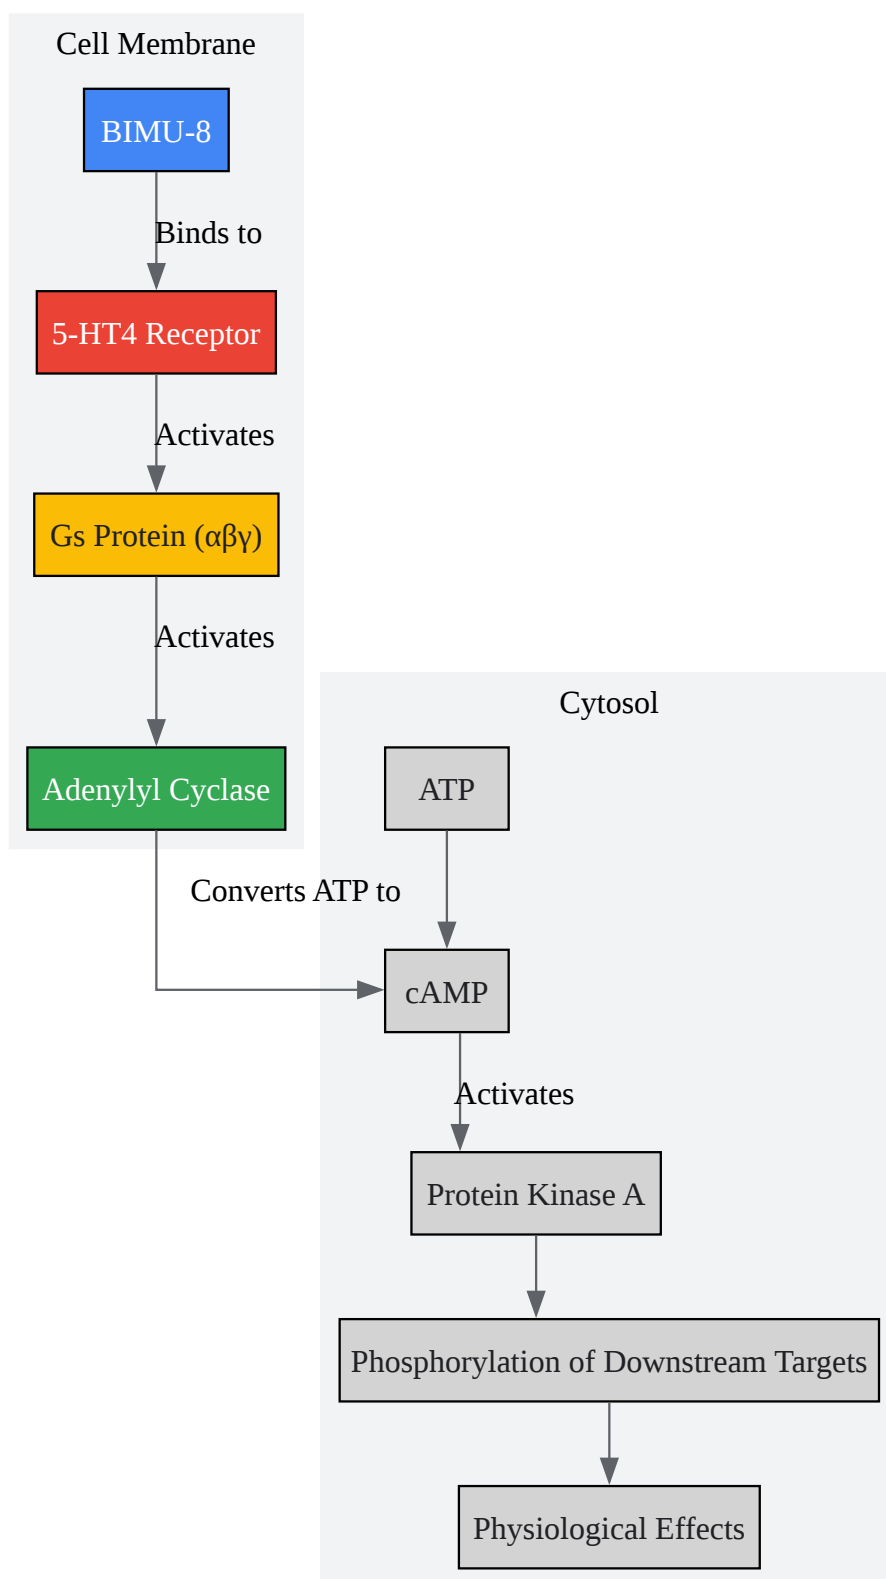 Cell Membrane
BIMU-8
Binds to
5-HT4 Receptor
Activates
Gs Protein (αβγ)
Activates
Adenylyl Cyclase
Cytosol
ATP
Converts ATP to
cAMP
Activates
Protein Kinase A
Phosphorylation of Downstream Targets
Physiological Effects